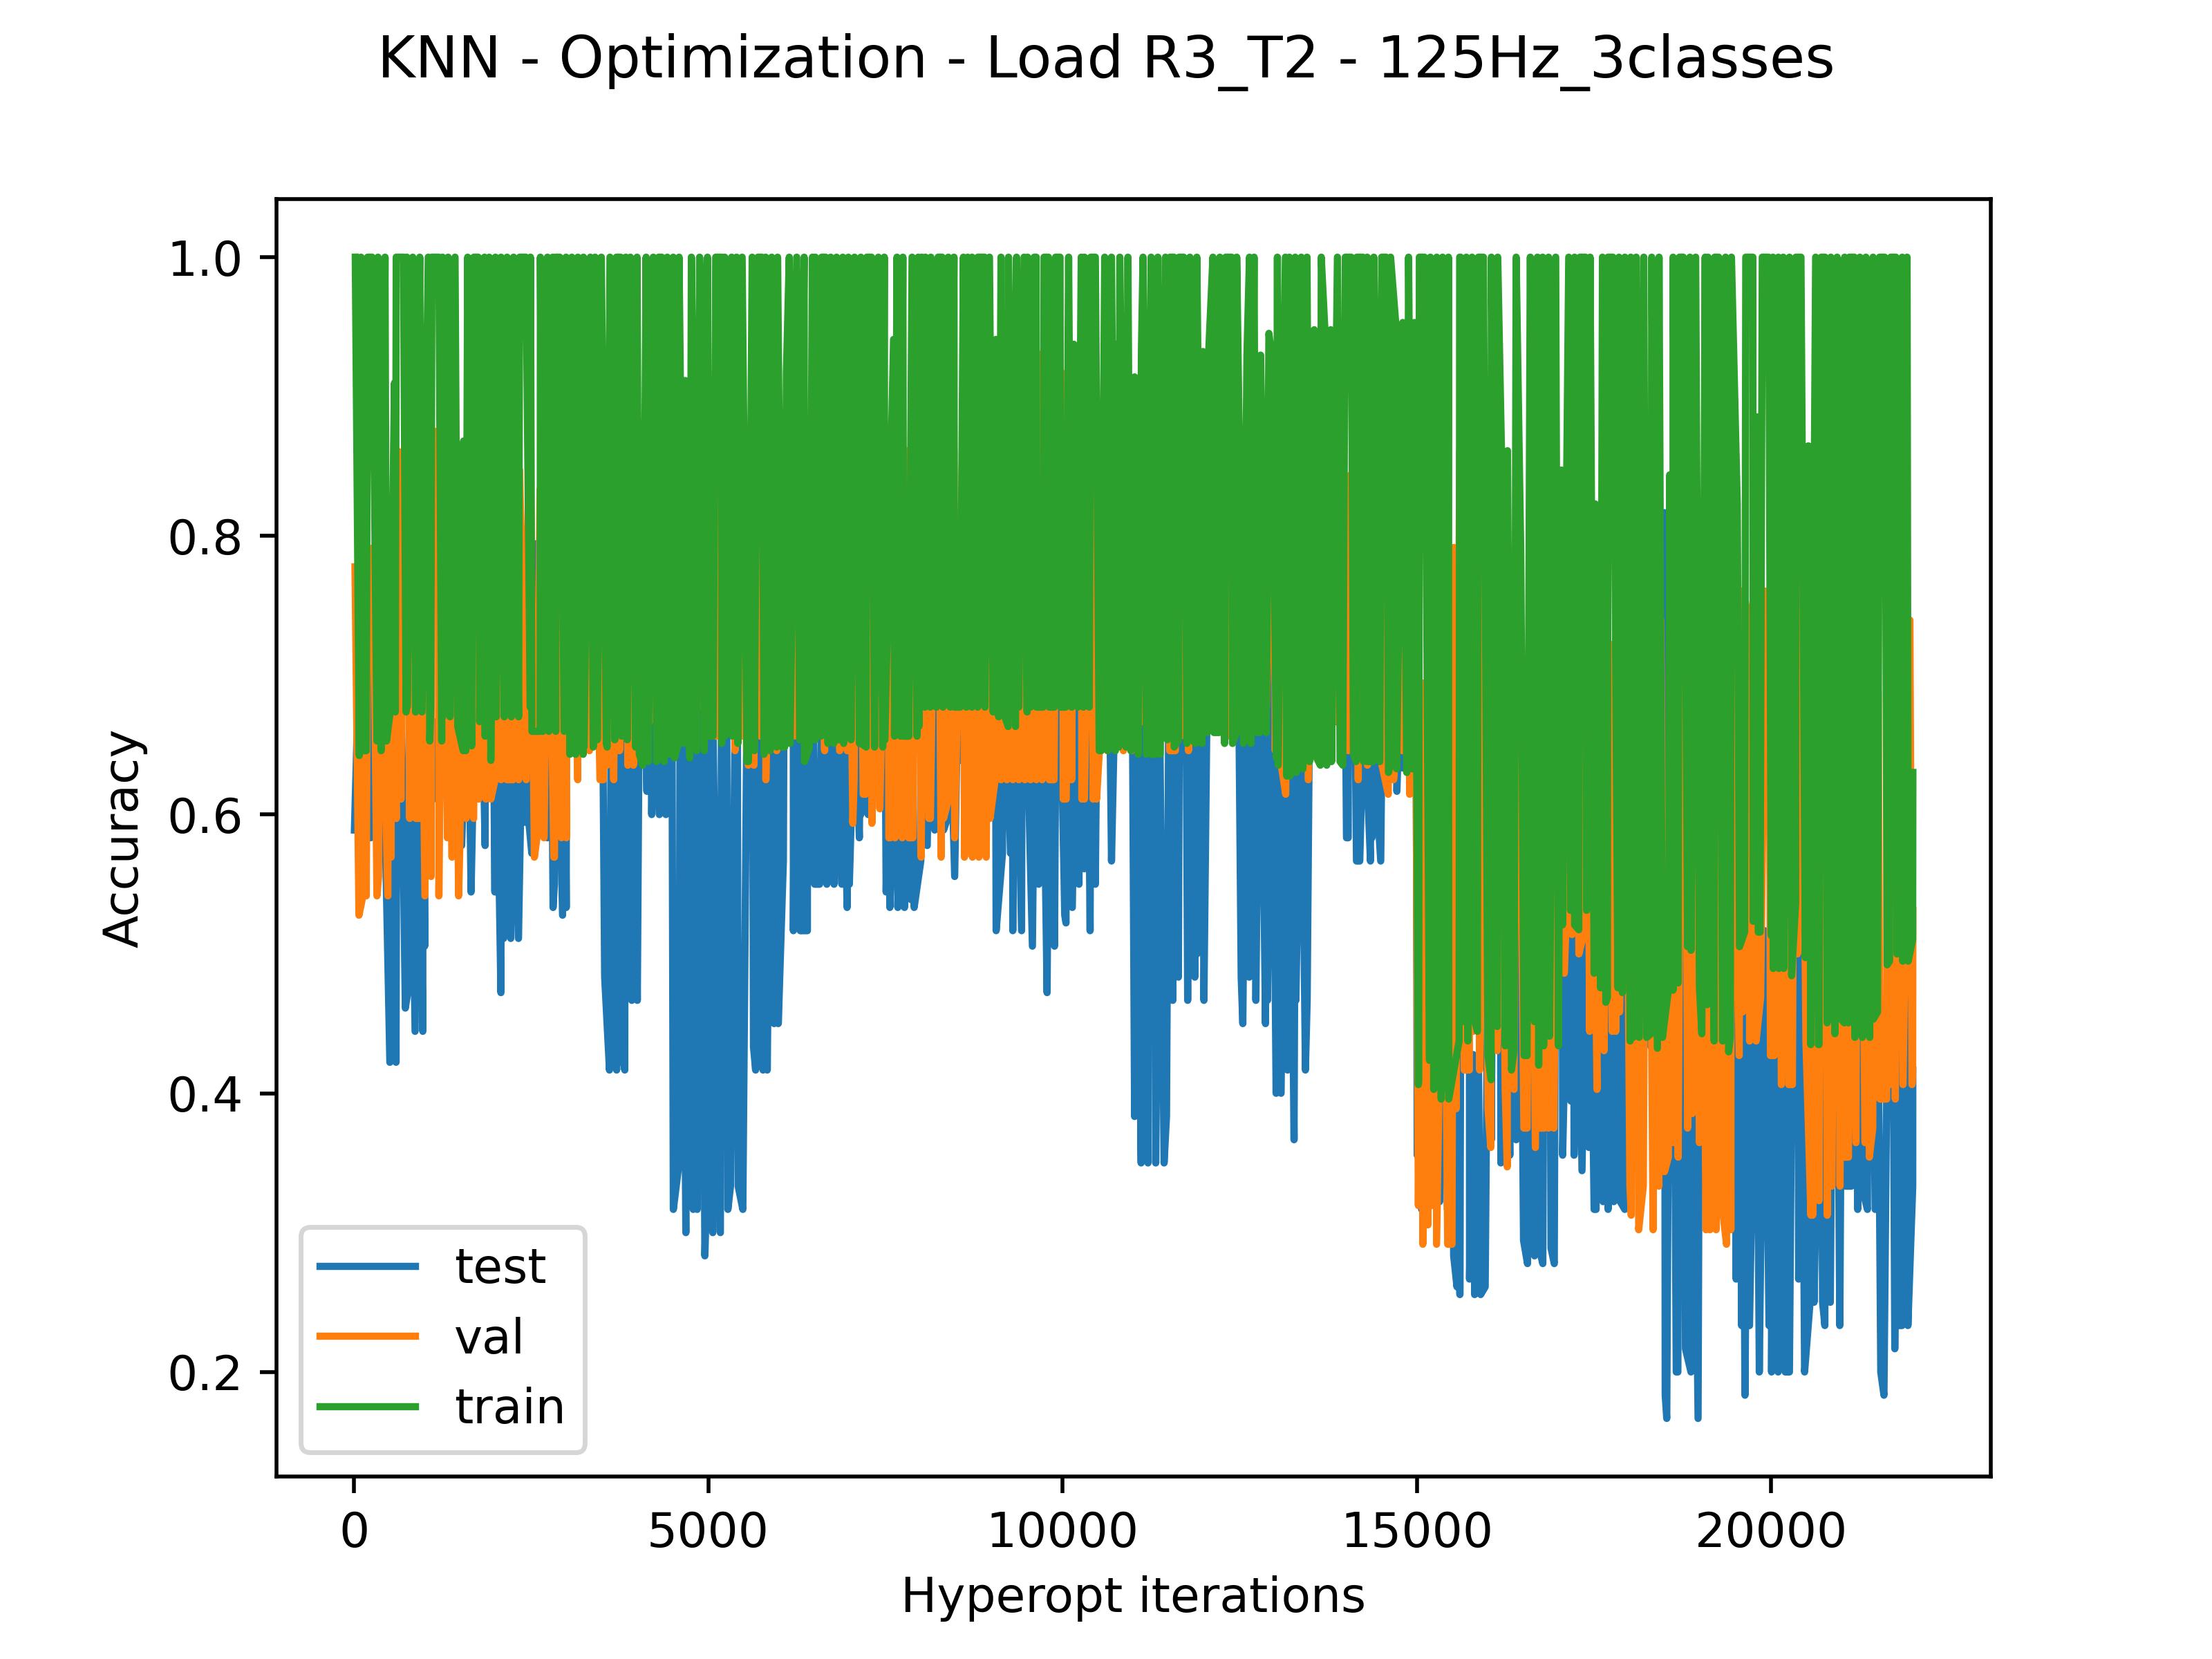 KNN - Optimization - Load R3_T2 - 125Hz_3classes
1.0
0.8
0.6
0.4
0.2
Accuracy
test
val
train
0 5000 10000 15000 20000
Hyperopt iterations